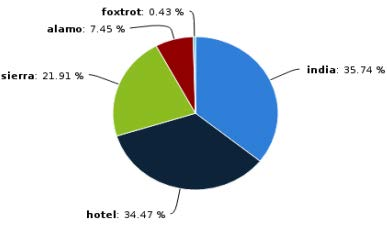 foxtrot: 0.43 %
alamo: 7.45 %
india: 35.74 %
sierra: 21.91 %
hotel: 34.47 %